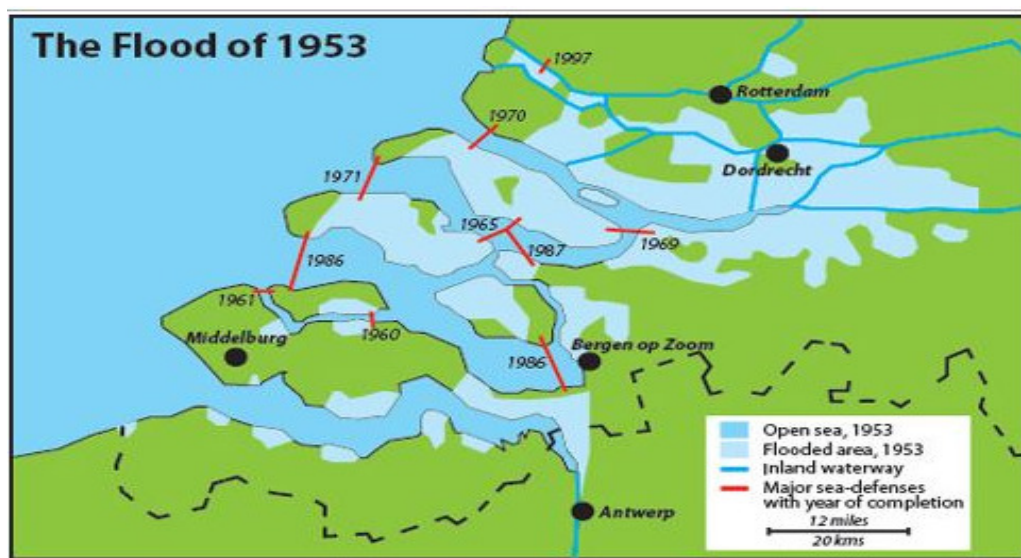 The Flood of 1953
1997
Rotterdam
1970
Dordrecht
1971
1965
1987
1969
1986
1961
Middelburg
1960
Bergen op Zoom
1986
Open sea, 1953
Flooded area, 1953
Inland waterway
Major sea-defenses
with year of completion
12 miles
20 kms
Antwerp